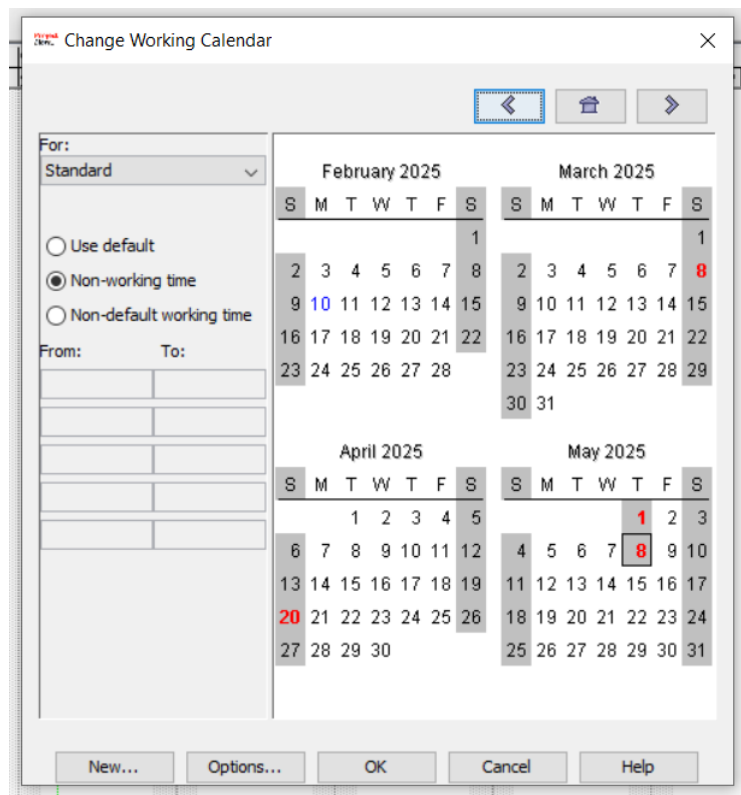 Change Working Calendar
For:
Standard
Use default
Non-working time
Non-default working time
From: To:
February 2025
S M T W T F S
1
2 3 4 5 6 7 8
9 10 11 12 13 14 15
16 17 18 19 20 21 22
23 24 25 26 27 28
March 2025
S M T W T F S
1
2 3 4 5 6 7 8
9 10 11 12 13 14 15
16 17 18 19 20 21 22
23 24 25 26 27 28 29
30 31
April 2025
S M T W T F S
1 2 3 4 5
6 7 8 9 10 11 12
13 14 15 16 17 18 19
20 21 22 23 24 25 26
27 28 29 30
May 2025
S M T W T F S
1 2 3
4 5 6 7 8 9 10
11 12 13 14 15 16 17
18 19 20 21 22 23 24
25 26 27 28 29 30 31
New... Options... OK Cancel Help